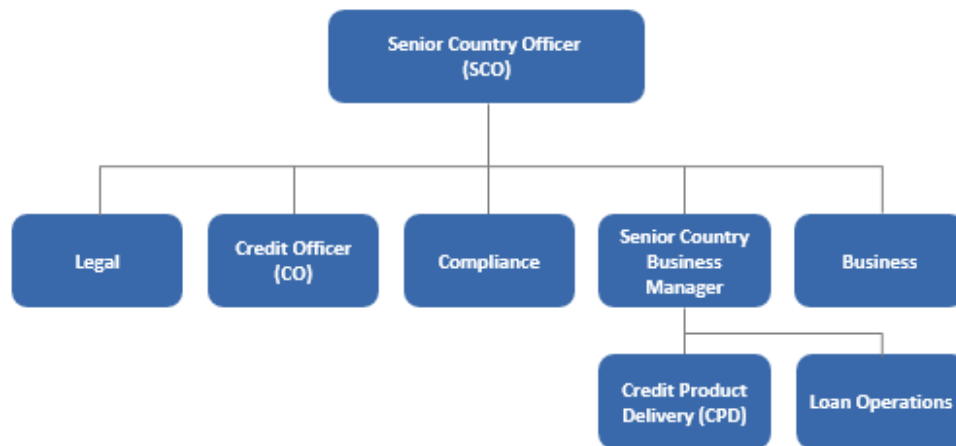 Senior Country Officer
(SCO)
Legal
Credit Officer
(CO)
Compliance
Senior Country
Business
Manager
Business
Credit Product
Delivery (CPD)
Loan Operations